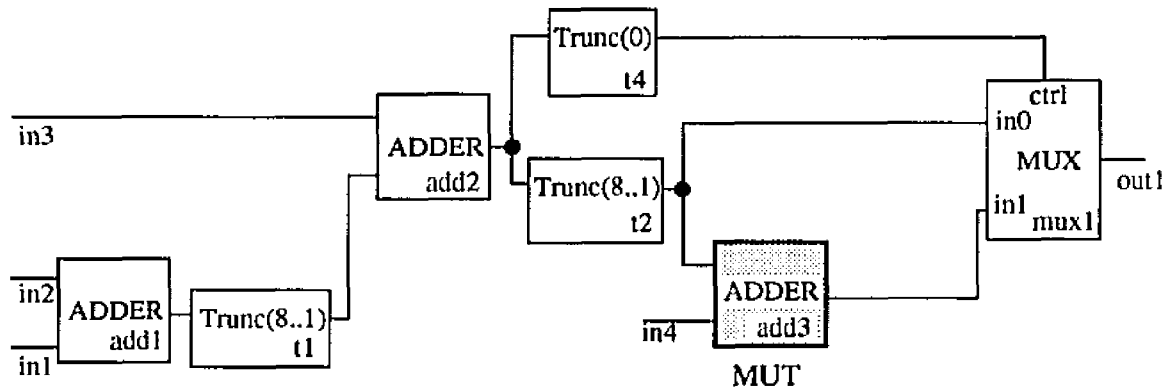 Trunc(0)
t4
in3
ADDER
add2
Trunc(8..1)
t2
ctrl
in0
MUX
in1
mux1
out1
in2
ADDER
add1
in1
Trunc(8..1)
t1
ADDER
add3
in4
MUT